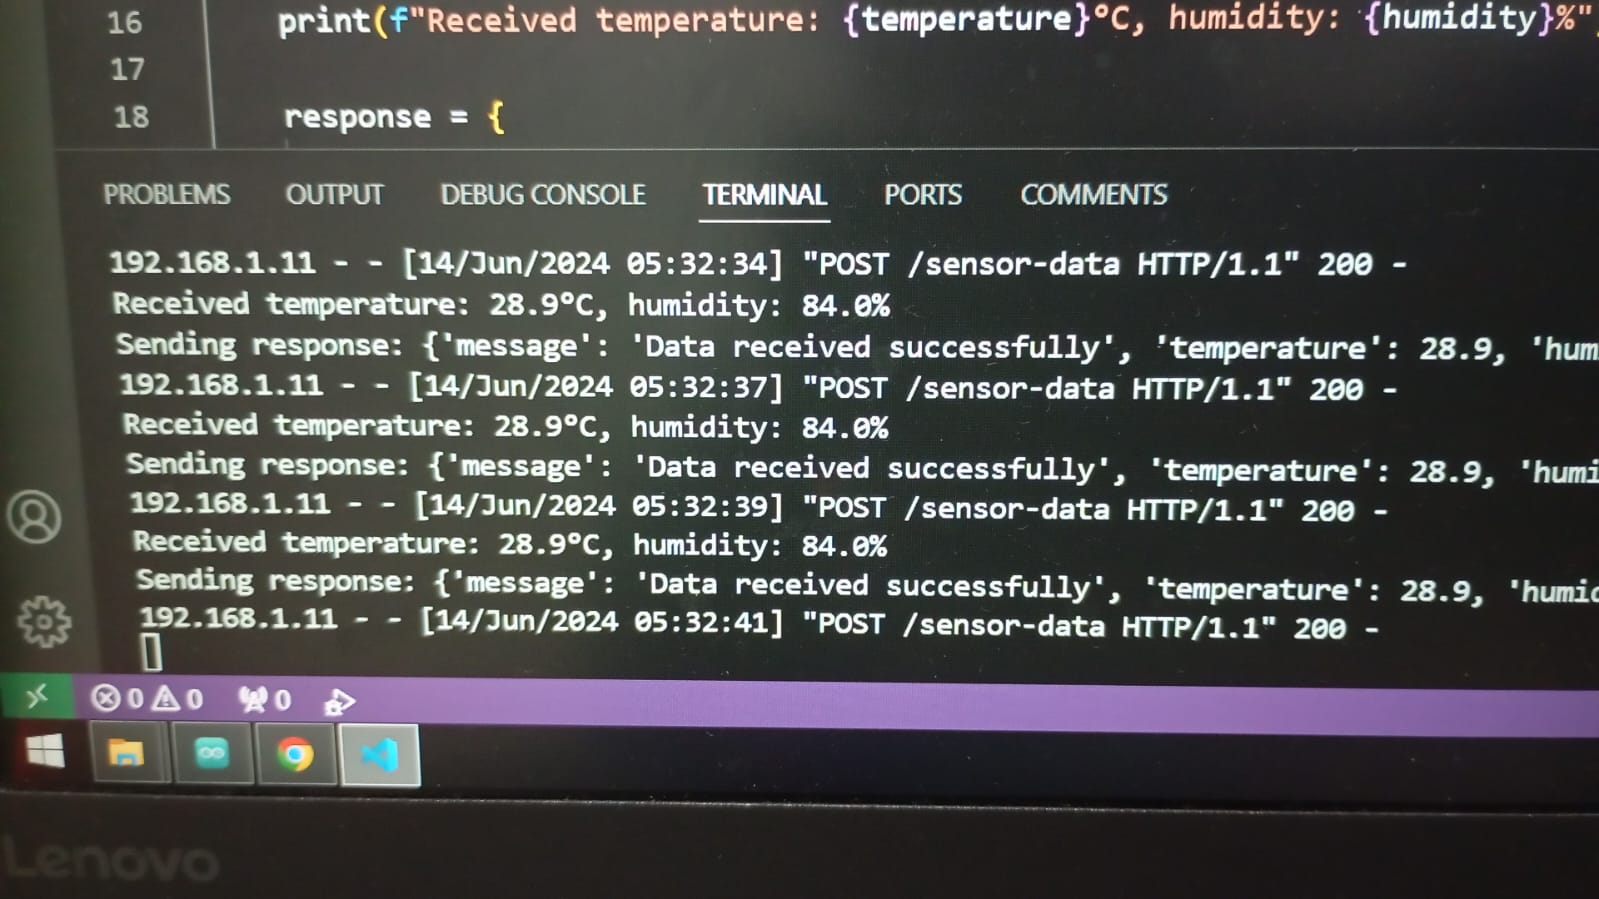 16 print(f"Received temperature: {temperature}°C, humidity: {humidity}%"
17
18 response = {
PROBLEMS OUTPUT DEBUG CONSOLE TERMINAL PORTS COMMENTS
192.168.1.11 - - [14/Jun/2024 05:32:34] "POST /sensor-data HTTP/1.1" 200 -
Received temperature: 28.9°C, humidity: 84.0%
Sending response: {'message': 'Data received successfully', 'temperature': 28.9, 'hum
192.168.1.11 - - [14/Jun/2024 05:32:37] "POST /sensor-data HTTP/1.1" 200 -
Received temperature: 28.9°C, humidity: 84.0%
Sending response: {'message': 'Data received successfully', 'temperature': 28.9, 'humi
192.168.1.11 - - [14/Jun/2024 05:32:39] "POST /sensor-data HTTP/1.1" 200 -
Received temperature: 28.9°C, humidity: 84.0%
Sending response: {'message': 'Data received successfully', 'temperature': 28.9, 'humid
192.168.1.11 - - [14/Jun/2024 05:32:41] "POST /sensor-data HTTP/1.1" 200 -
0 0 0
Lenovo